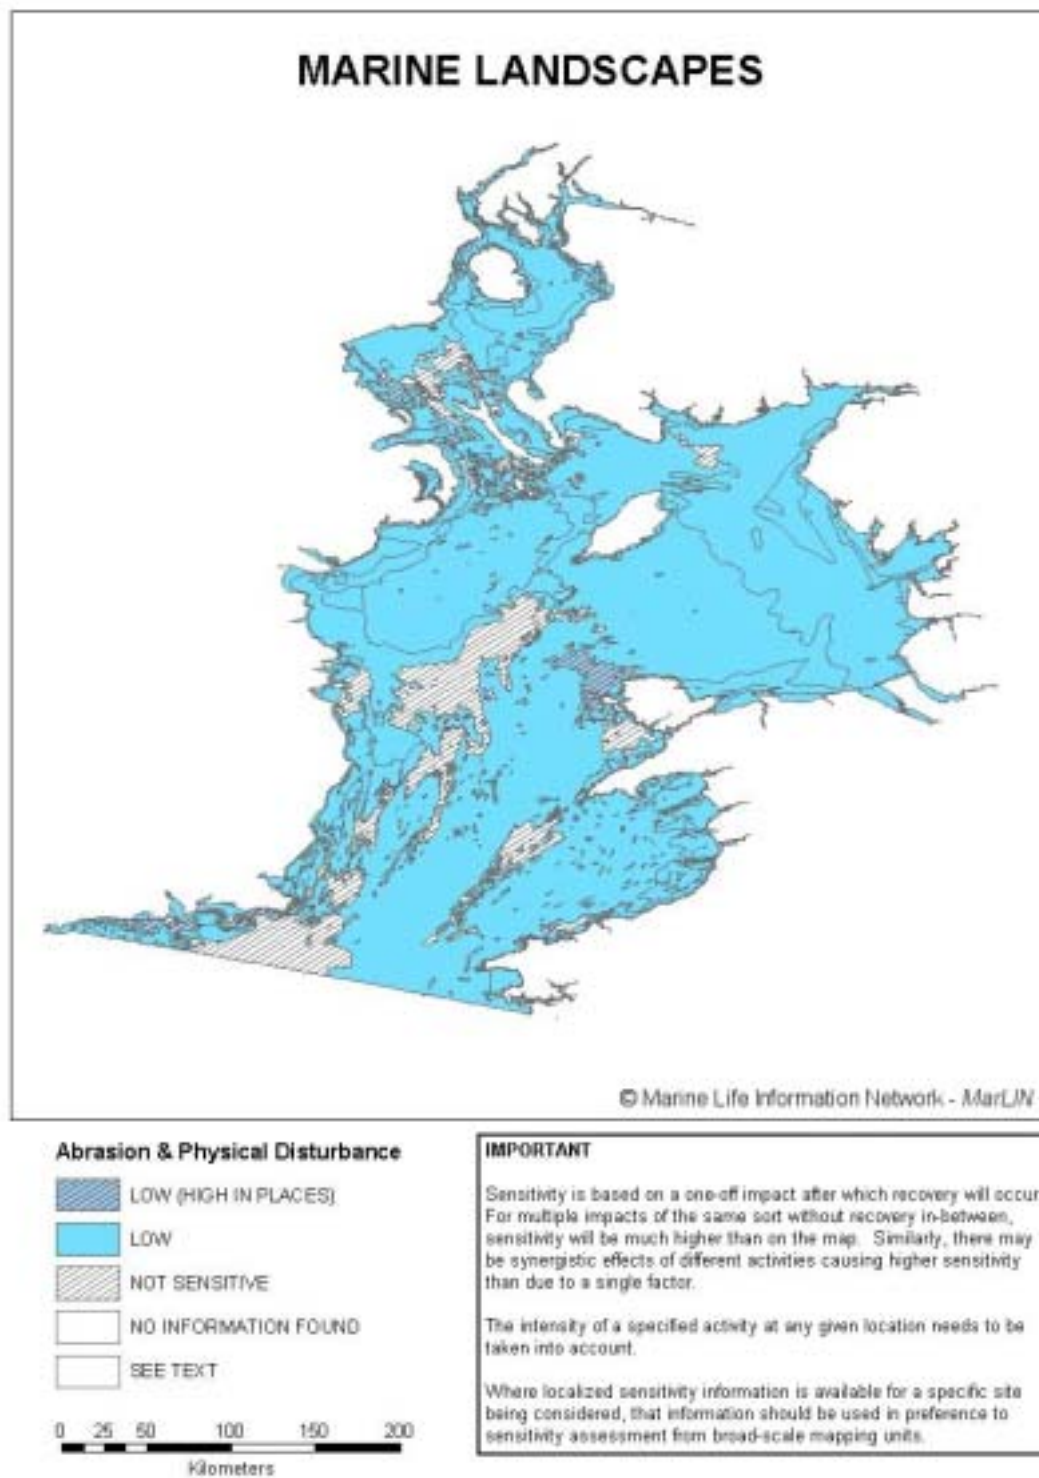 MARINE LANDSCAPES
© Marine Life Information Network - MarLIN
Abrasion & Physical Disturbance
LOW (HIGH IN PLACES)
LOW
NOT SENSITIVE
NO INFORMATION FOUND
SEE TEXT
0 25 50 100 150 200
Kilometers
IMPORTANT
Sensitivity is based on a one-off impact after which recovery will occur
For multiple impacts of the same sort without recovery in-between,
sensitivity will be much higher than on the map. Similarly, there may
be synergistic effects of different activities causing higher sensitivity
than due to a single factor.
The intensity of a specified activity at any given location needs to be
taken into account.
Where localized sensitivity information is available for a specific site
being considered, that information should be used in preference to
sensitivity assessment from broad-scale mapping units.